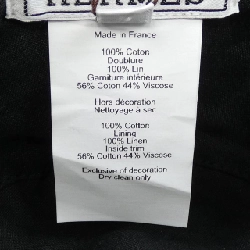 HERMES
Made in France
100% Coton
Doublure
100% Lin
Garniture intérieure
56% Coton 44% Viscose
Hors décoration
Nettoyage à sec
100% Cotton
Lining
100% Linen
Inside trim
56% Cotton 44% Viscose
Exclusive of decoration
Dry clean only